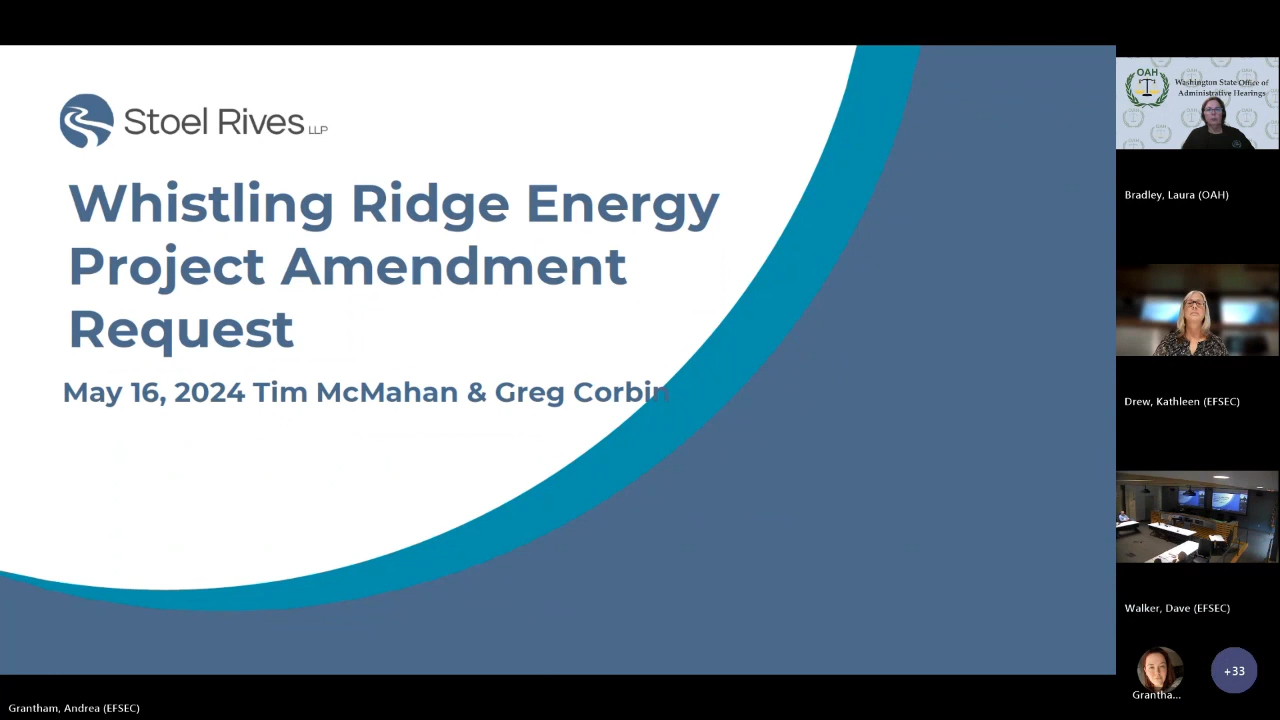 Stoel Rives LLP
Whistling Ridge Energy
Project Amendment
Request
May 16, 2024 Tim McMahan & Greg Corbin
OAH
Washington State Office of
Administrative Hearings
Bradley, Laura (OAH)
Drew, Kathleen (EFSEC)
Walker, Dave (EFSEC)
Grantha...
+33
Grantham, Andrea (EFSEC)